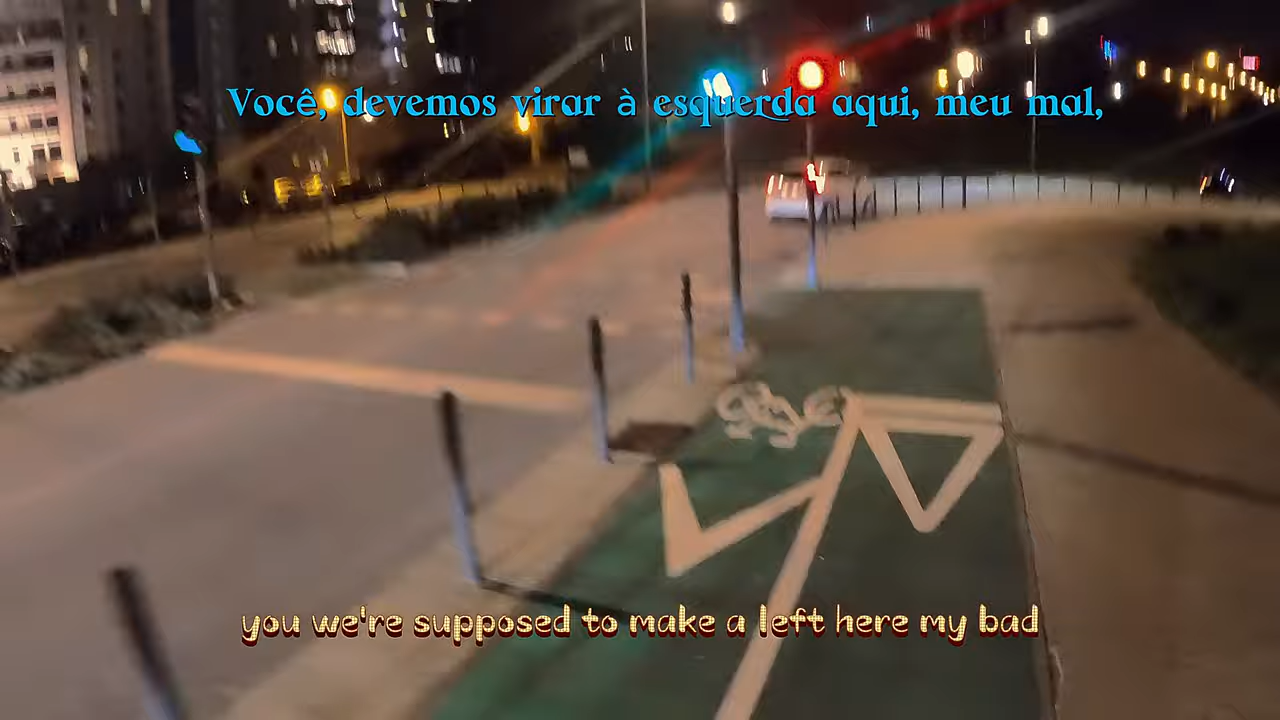 Você, devemos virar à esquerda aqui, meu mal,
you we're supposed to make a left here my bad